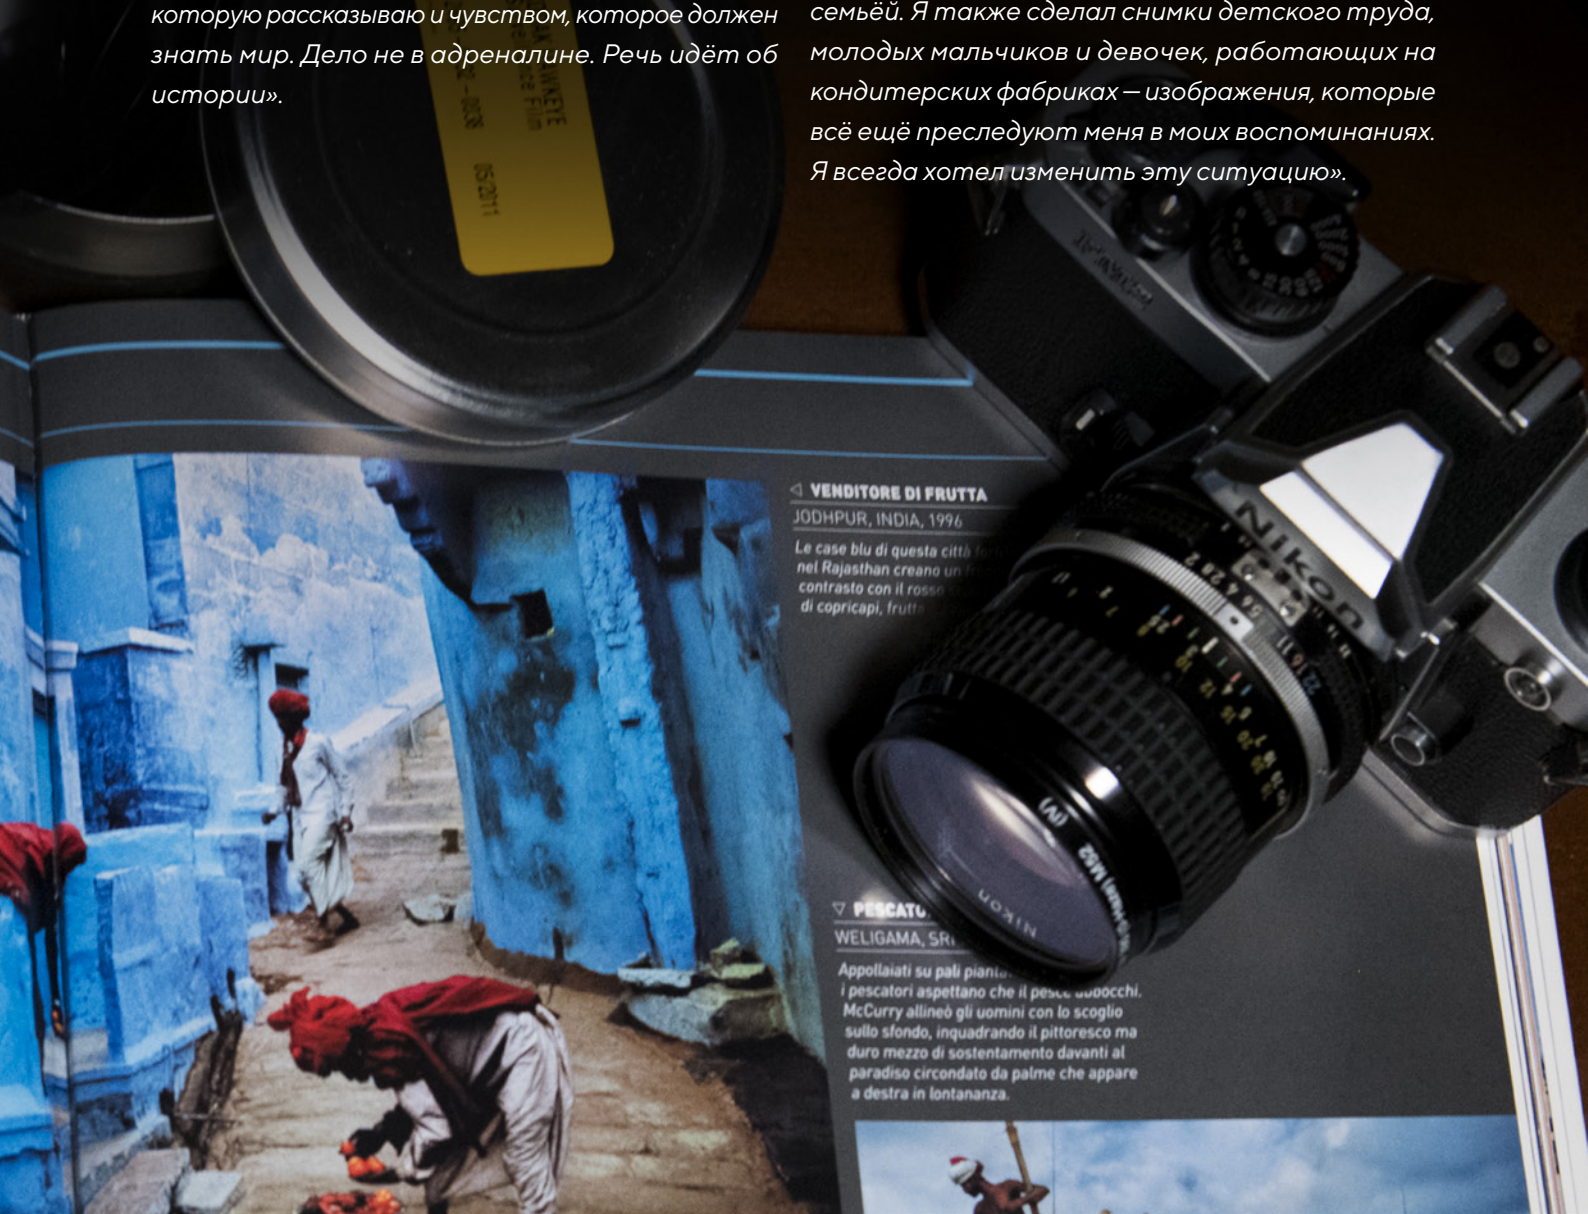 которую рассказываю и чувством, которое должен
знать мир. Дело не в адреналине. Речь идёт об
истории».
семьёй. Я также сделал снимки детского труда,
молодых мальчиков и девочек, работающих на
кондитерских фабриках — изображения, которые
всё ещё преследуют меня в моих воспоминаниях.
Я всегда хотел изменить эту ситуацию».
05/2011
Nikon
VENDITORE DI FRUTTA
JODHPUR, INDIA, 1996
Le case blu di questa città
nel Rajasthan creano un
contrasto con il rosso
di copricapi, frutta
WELIGAMA, SRI
Appollaiati su pali
i pescatori aspettano che il pesce abbocchi.
McCurry allineò gli uomini con lo scoglio
sullo sfondo, inquadrando il pittoresco ma
duro mezzo di sostentamento davanti al
paradiso circondato da palme che appare
a destra in lontananza.
Nikon